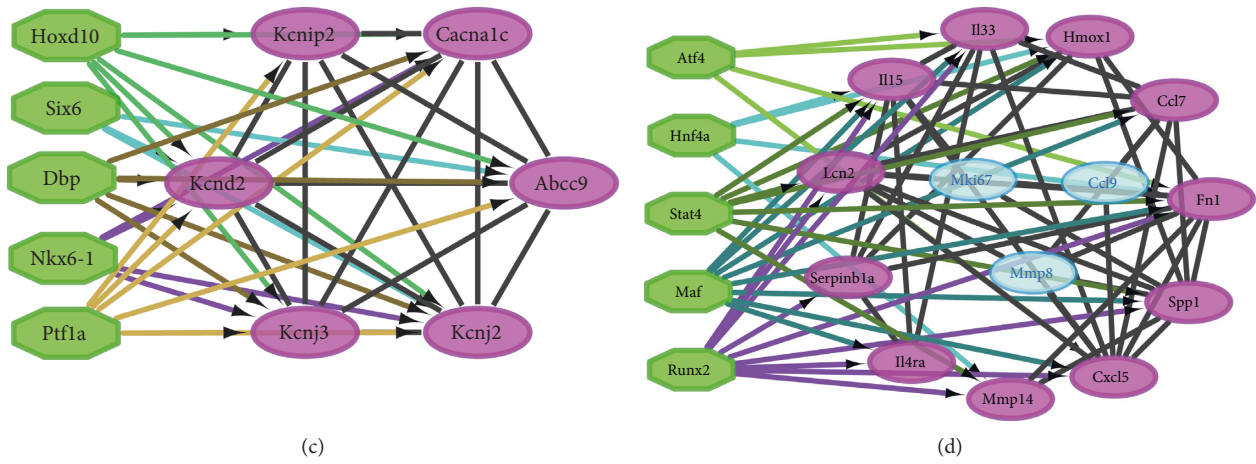 Hoxd10
Six6
Dbp
Nkx6-1
Ptf1a
Kcnip2
Cacna1c
Kcnd2
Abcc9
Kcnj3
Kcnj2
(c)
Atf4
Hnf4a
Stat4
Maf
Runx2
Il33
Hmox1
Il15
Ccl7
Lcn2
Mki67
Ccl9
Fn1
Serpinb1a
Mmp8
Spp1
Il4ra
Cxcl5
Mmp14
(d)